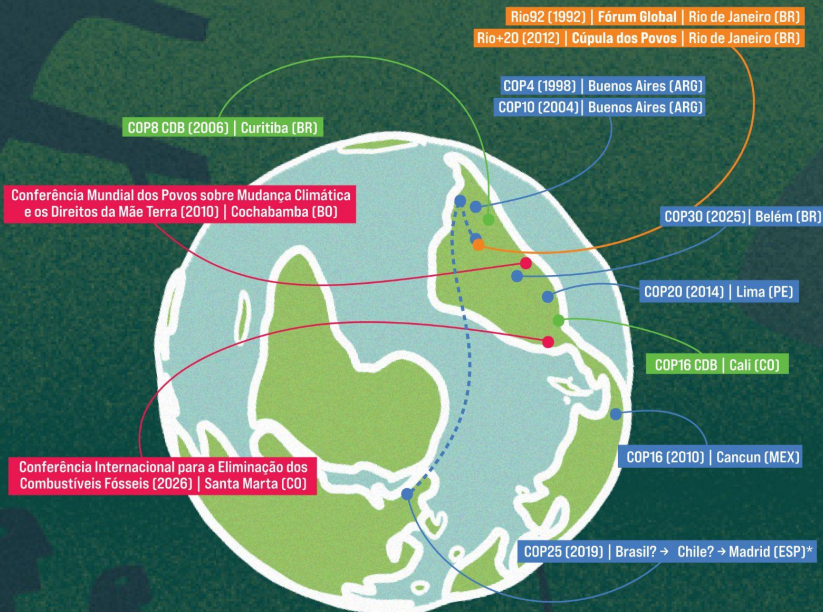 Rio92 (1992) | Fórum Global | Rio de Janeiro (BR)
Rio+20 (2012) | Cúpula dos Povos | Rio de Janeiro (BR)
COP4 (1998) | Buenos Aires (ARG)
COP10 (2004) | Buenos Aires (ARG)
COP8 CDB (2006) | Curitiba (BR)
Conferência Mundial dos Povos sobre Mudança Climática
e os Direitos da Mãe Terra (2010) | Cochabamba (BO)
COP30 (2025) | Belém (BR)
COP20 (2014) | Lima (PE)
COP16 CDB | Cali (CO)
COP16 (2010) | Cancun (MEX)
Conferência Internacional para a Eliminação dos
Combustíveis Fósseis (2026) | Santa Marta (CO)
COP25 (2019) | Brasil? → Chile? → Madrid (ESP)*